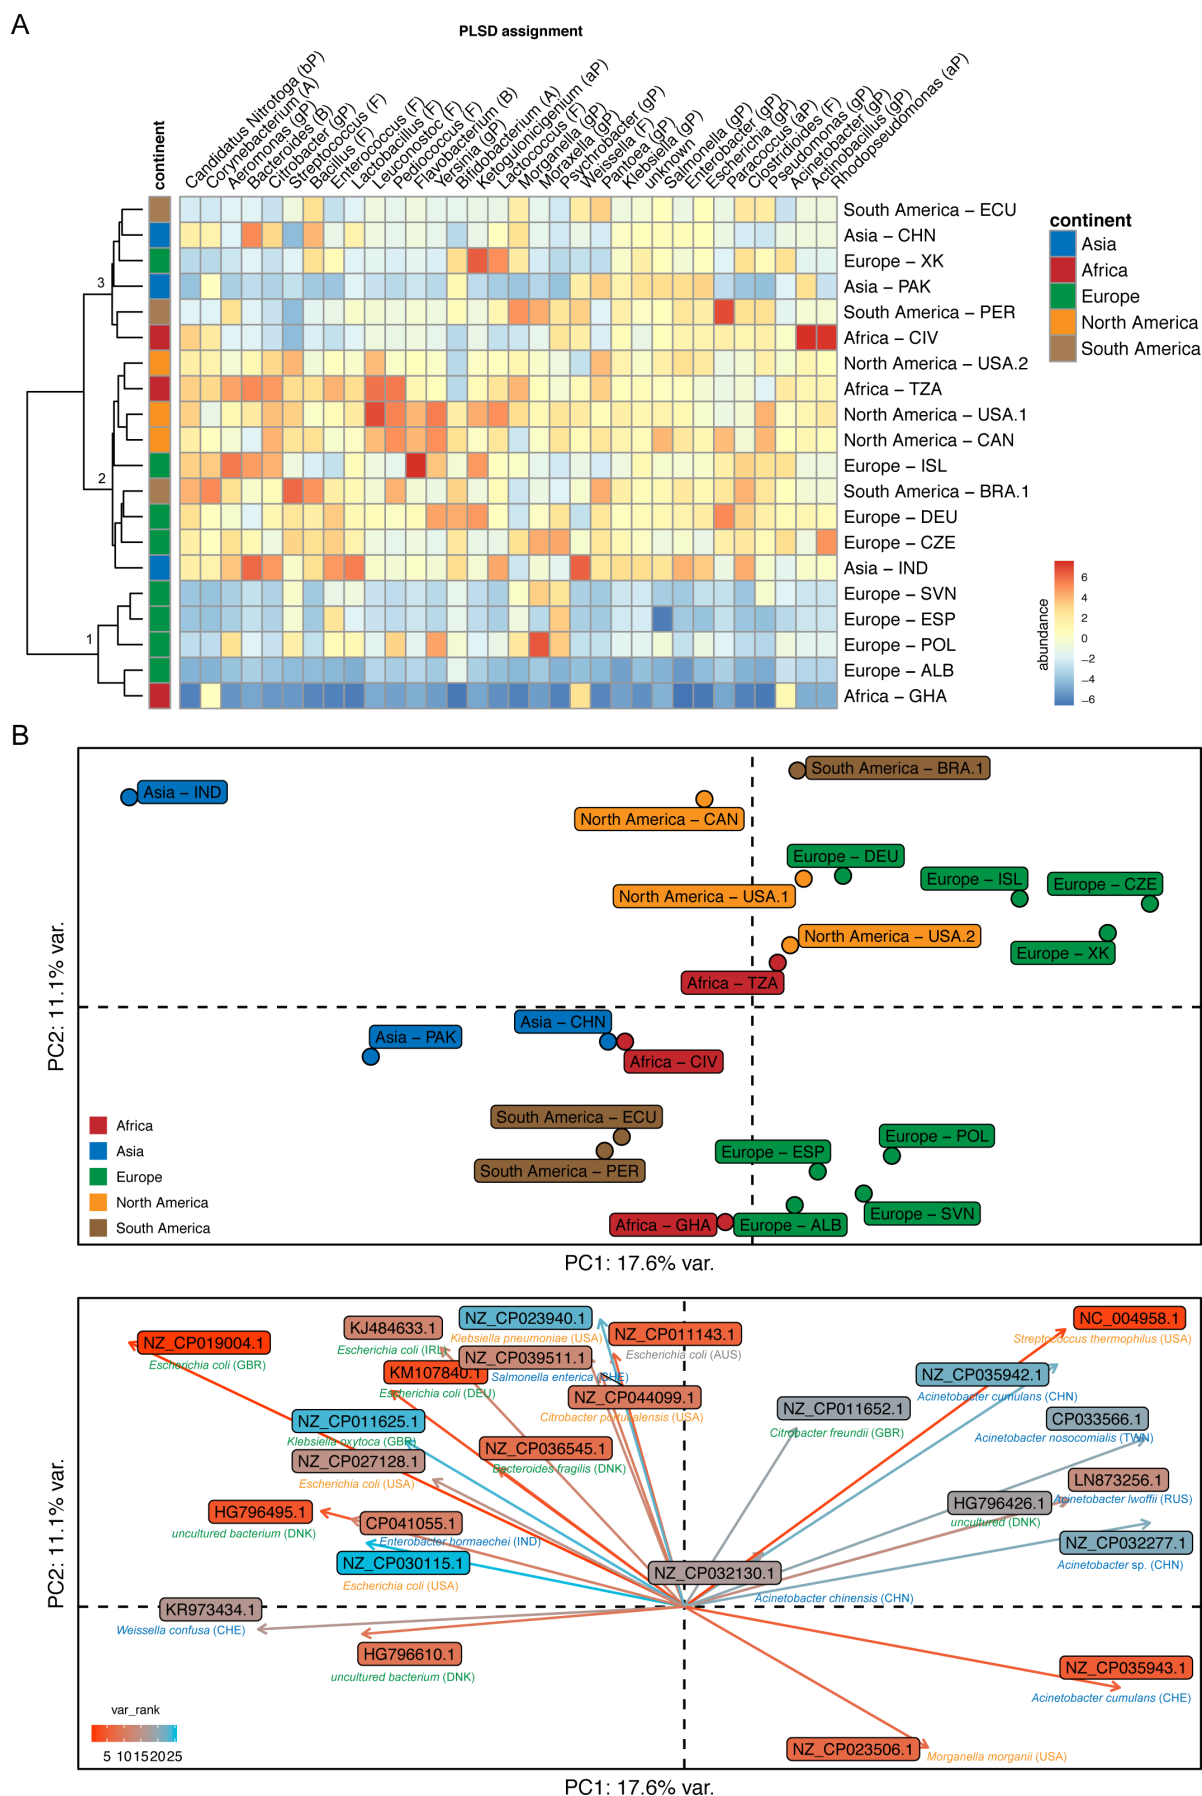 A
PLSD assignment
continent
Candidatus Nitrotoga (bP)
Corynebacterium (A)
Aeromonas (gP)
Bacteroides (B)
Citrobacter (gP)
Streptococcus (F)
Bacillus (F)
Enterococcus (F)
Lactobacillus (F)
Leuconostoc (F)
Pediococcus (F)
Flavobacterium (B)
Yersinia (gP)
Bifidobacterium (A)
Ketogulonicigenium (aP)
Lactococcus (F)
Morganella (gP)
Moraxella (gP)
Psychrobacter (gP)
Weissella (F)
Pantoea (gP)
Klebsiella (gP)
unknown (gP)
Salmonella (gP)
Enterobacter (gP)
Escherichia (gP)
Paracoccus (aP)
Clostridioides (F)
Pseudomonas (gP)
Acinetobacter (gP)
Actinobacillus (gP)
Rhodopseudomonas (aP)
South America – ECU
Asia – CHN
Europe – XK
Asia – PAK
South America – PER
Africa – CIV
North America – USA.2
Africa – TZA
North America – USA.1
North America – CAN
Europe – ISL
South America – BRA.1
Europe – DEU
Europe – CZE
Asia – IND
Europe – SVN
Europe – ESP
Europe – POL
Europe – ALB
Africa – GHA
3
2
1
continent
Asia
Africa
Europe
North America
South America
abundance
6
4
2
0
−2
−4
−6
B
PC2: 11.1% var.
South America – BRA.1
Asia – IND
North America – CAN
Europe – DEU
Europe – ISL
Europe – CZE
North America – USA.1
North America – USA.2
Europe – XK
Africa – TZA
Asia – CHN
Asia – PAK
Africa – CIV
South America – ECU
Europe – POL
Europe – ESP
South America – PER
Europe – SVN
Africa – GHA
Europe – ALB
Africa
Asia
Europe
North America
South America
PC1: 17.6% var.
PC2: 11.1% var.
NZ_CP019004.1
Escherichia coli (GBR)
KJ484633.1
Escherichia coli (IRL)
NZ_CP023940.1
Klebsiella pneumoniae (USA)
NZ_CP011143.1
Escherichia coli (AUS)
NC_004958.1
Streptococcus thermophilus (USA)
NZ_CP039511.1
Salmonella enterica (CHE)
KM107840.1
Escherichia coli (DEU)
NZ_CP035942.1
Acinetobacter cumulans (CHN)
NZ_CP044099.1
Citrobacter portucalensis (USA)
NZ_CP011652.1
Citrobacter freundii (GBR)
NZ_CP011625.1
Klebsiella oxytoca (GBR)
CP033566.1
Acinetobacter nosocomialis (TWN)
NZ_CP036545.1
Bacteroides fragilis (DNK)
NZ_CP027128.1
Escherichia coli (USA)
LN873256.1
Acinetobacter lwoffii (RUS)
HG796426.1
uncultured (DNK)
HG796495.1
uncultured bacterium (DNK)
CP041055.1
Enterobacter hormaechei (IND)
NZ_CP032277.1
Acinetobacter sp. (CHN)
NZ_CP030115.1
Escherichia coli (USA)
NZ_CP032130.1
Acinetobacter chinensis (CHN)
KR973434.1
Weissella confusa (CHE)
HG796610.1
uncultured bacterium (DNK)
NZ_CP035943.1
Acinetobacter cumulans (CHE)
NZ_CP023506.1
Morganella morganii (USA)
var_rank
5 10 15 20 25
PC1: 17.6% var.